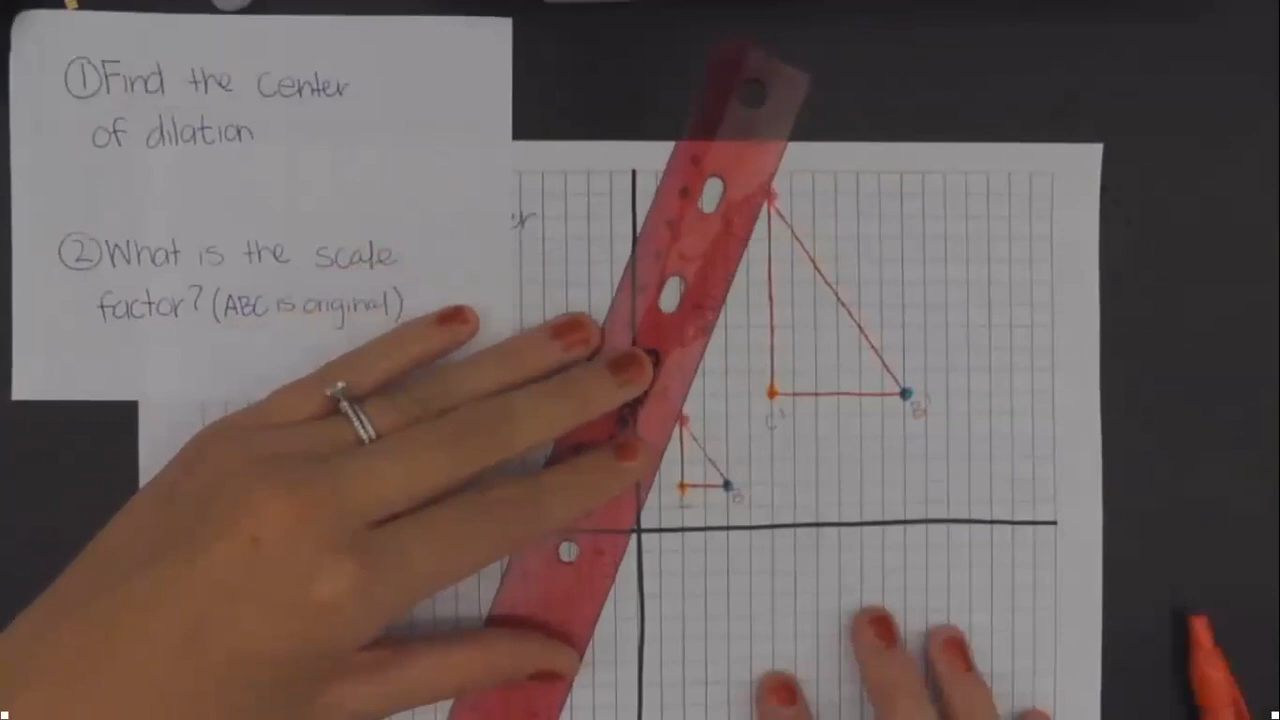 ①Find the center
of dilation
②What is the scale
factor? (ABC is original)
C'
B'
B